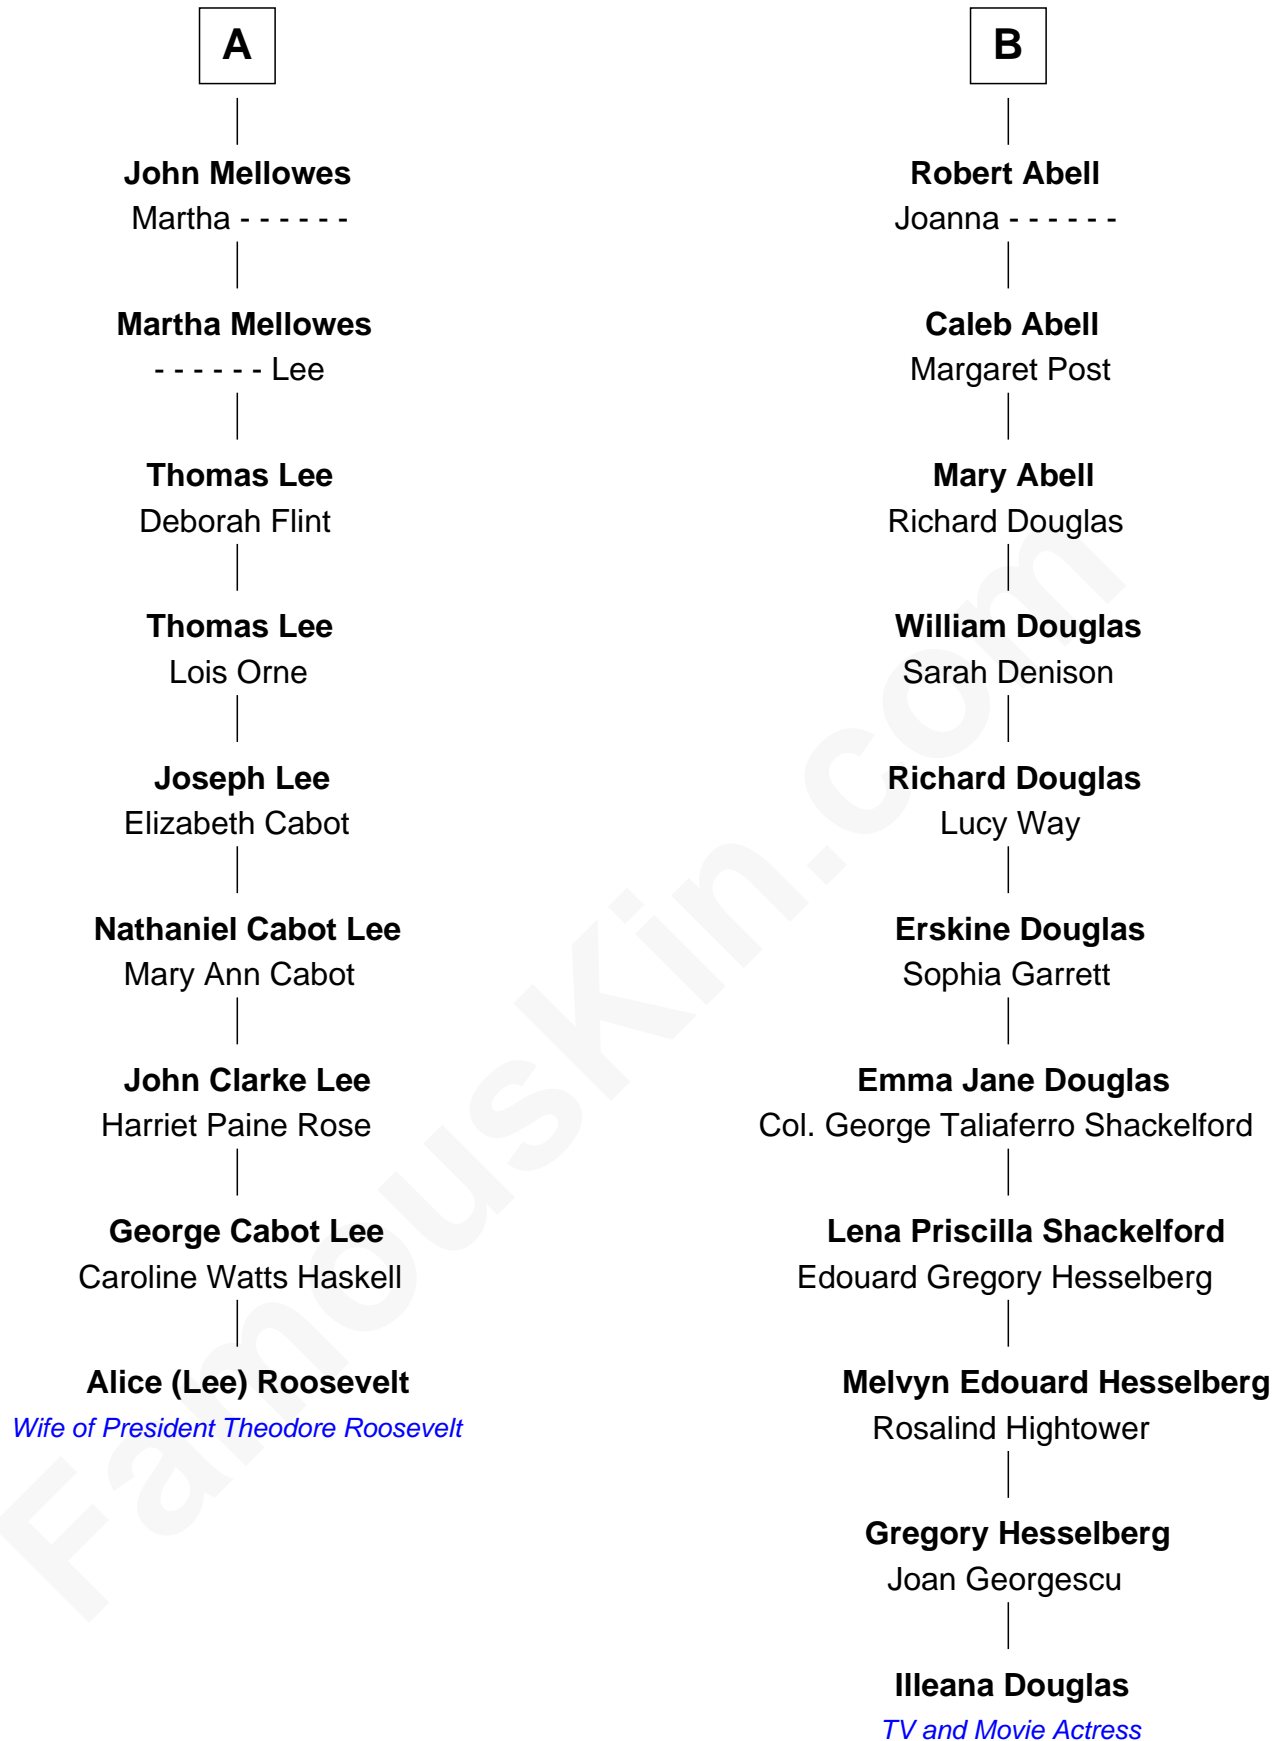 A
John Mellowes
Martha - - - - - -
Martha Mellowes
- - - - - - Lee
Thomas Lee
Deborah Flint
Thomas Lee
Lois Orne
Joseph Lee
Elizabeth Cabot
Nathaniel Cabot Lee
Mary Ann Cabot
John Clarke Lee
Harriet Paine Rose
George Cabot Lee
Caroline Watts Haskell
Alice (Lee) Roosevelt
Wife of President Theodore Roosevelt
B
Robert Abell
Joanna - - - - - -
Caleb Abell
Margaret Post
Mary Abell
Richard Douglas
William Douglas
Sarah Denison
Richard Douglas
Lucy Way
Erskine Douglas
Sophia Garrett
Emma Jane Douglas
Col. George Taliaferro Shackelford
Lena Priscilla Shackelford
Edouard Gregory Hesselberg
Melvyn Edouard Hesselberg
Rosalind Hightower
Gregory Hesselberg
Joan Georgescu
Illeana Douglas
TV and Movie Actress
FamousKin.com